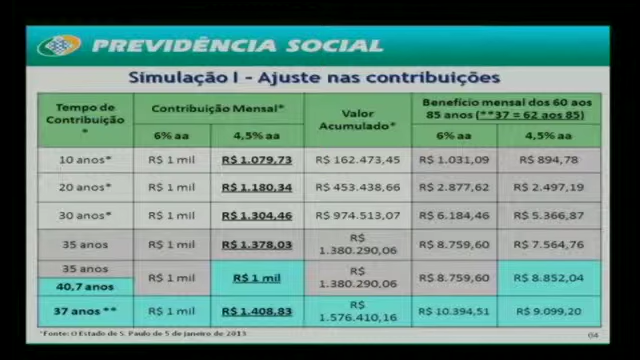 PREVIDÊNCIA SOCIAL
Simulação I - Ajuste nas contribuições
Tempo de Contribuição * Contribuição Mensal* Valor Acumulado* Benefício mensal dos 60 aos 85 anos (**37 = 62 aos 85)
6% aa 4,5% aa 6% aa 4,5% aa
10 anos* R$ 1 mil R$ 1.079,73 R$ 162.473,45 R$ 1.031,09 R$ 894,78
20 anos* R$ 1 mil R$ 1.180,34 R$ 453.438,66 R$ 2.877,62 R$ 2.497,19
30 anos* R$ 1 mil R$ 1.304,46 R$ 974.513,07 R$ 6.184,46 R$ 5.366,87
35 anos R$ 1 mil R$ 1.378,03 R$ 1.380.290,06 R$ 8.759,60 R$ 7.564,76
35 anos
40,7 anos R$ 1 mil R$ 1 mil R$ 1.380.290,06 R$ 8.759,60 R$ 8.852,04
37 anos ** R$ 1 mil R$ 1.408,83 R$ 1.576.410,16 R$ 10.394,51 R$ 9.099,20
*Fonte: O Estado de S. Paulo de 5 de janeiro de 2013 64